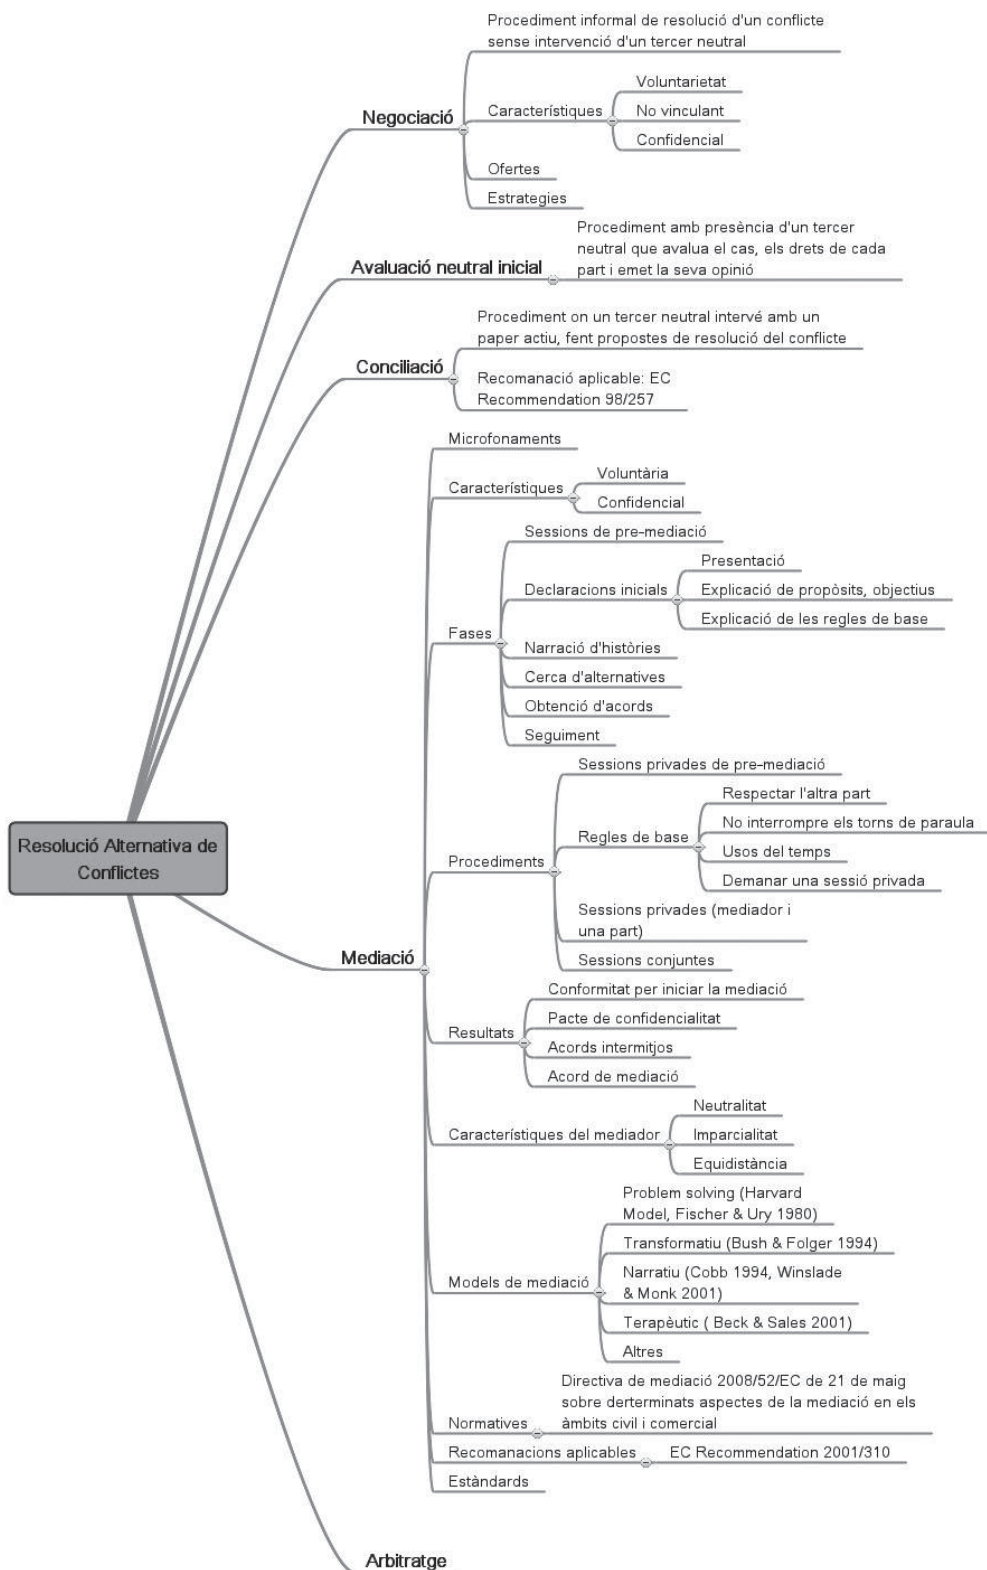 Procediment informal de resolució d'un conflicte
sense intervenció d'un tercer neutral
Negociació
Característiques
Voluntarietat
No vinculant
Confidencial
Ofertes
Estrategies
Avaluació neutral inicial
Procediment amb presència d'un tercer
neutral que avalua el cas, els drets de cada
part i emet la seva opinió
Conciliació
Procediment on un tercer neutral intervé amb un
paper actiu, fent propostes de resolució del conflicte
Recomanació aplicable: EC
Recommendation 98/257
Resolució Alternativa de
Conflictes
Mediació
Microfonaments
Característiques
Voluntària
Confidencial
Fases
Sessions de pre-mediació
Declaracions inicials
Presentació
Explicació de propòsits, objectius
Explicació de les regles de base
Narració d'històries
Cerca d'alternatives
Obtenció d'acords
Seguiment
Procediments
Sessions privades de pre-mediació
Regles de base
Respectar l'altra part
No interrompre els torns de paraula
Usos del temps
Demanar una sessió privada
Sessions privades (mediador i
una part)
Sessions conjuntes
Resultats
Conformitat per iniciar la mediació
Pacte de confidencialitat
Acords intermitjos
Acord de mediació
Característiques del mediador
Neutralitat
Imparcialitat
Equidistància
Models de mediació
Problem solving (Harvard
Model, Fischer & Ury 1980)
Transformatiu (Bush & Folger 1994)
Narratiu (Cobb 1994, Winslade
& Monk 2001)
Terapèutic ( Beck & Sales 2001)
Altres
Normatives
Directiva de mediació 2008/52/EC de 21 de maig
sobre derterminats aspectes de la mediació en els
àmbits civil i comercial
Recomanacions aplicables
EC Recommendation 2001/310
Estàndards
Arbitratge